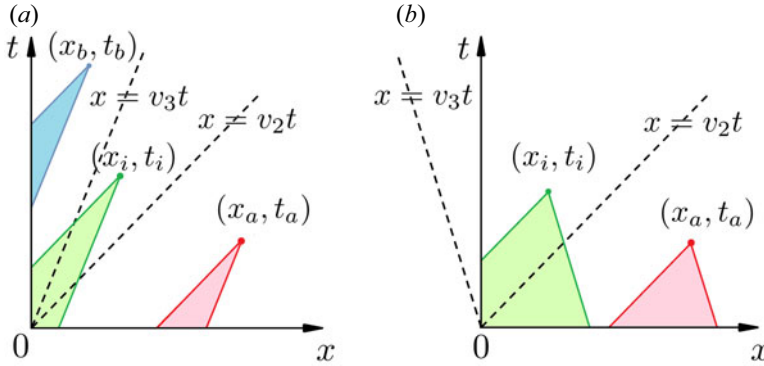 (a)
(b)
t
(x_b, t_b)
x = v_3t
x = v_2t
(x_i, t_i)
(x_a, t_a)
0
x
t
x = v_3t
x = v_2t
(x_i, t_i)
(x_a, t_a)
0
x